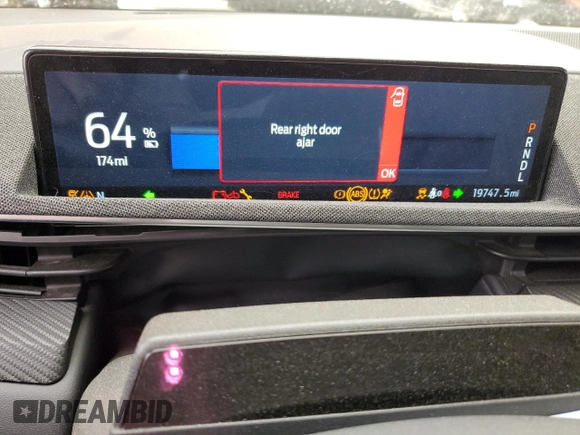 64 %
174mi
Rear right door
ajar
OK
P
R
N
D
L
N
BRAKE
ABS
19747.5mi
DREAMBID